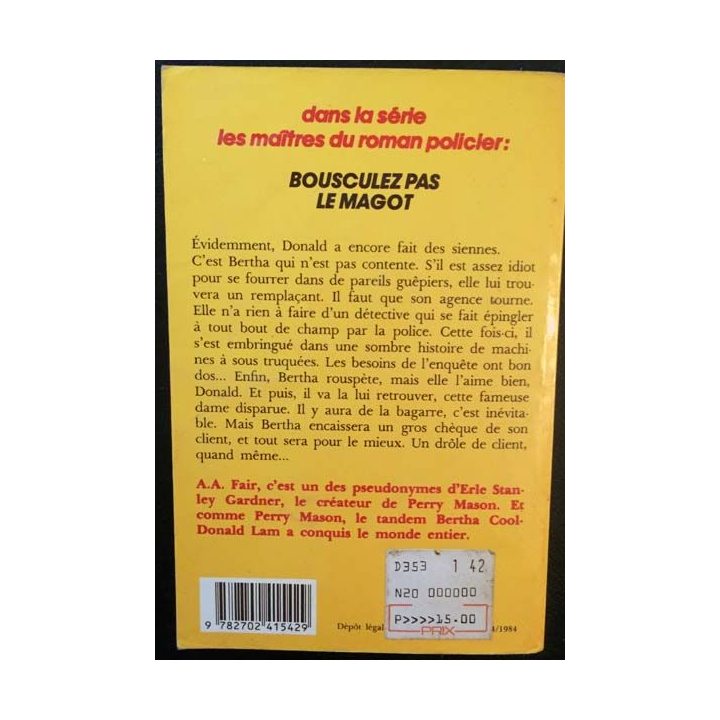 dans la série
les maîtres du roman policier:
BOUSCULEZ PAS
LE MAGOT
Évidemment, Donald a encore fait des siennes.
C'est Bertha qui n'est pas contente. S'il est assez idiot
pour se fourrer dans de pareils guêpiers, elle lui trou-
vera un remplaçant. Il faut que son agence tourne.
Elle n'a rien à faire d'un détective qui se fait épingler
à tout bout de champ par la police. Cette fois-ci, il
s'est embringué dans une sombre histoire de machi-
nes à sous truquées. Les besoins de l'enquête ont bon
dos... Enfin, Bertha rouspète, mais elle l'aime bien,
Donald. Et puis, il va la lui retrouver, cette fameuse
dame disparue. Il y aura de la bagarre, c'est inévita-
ble. Mais Bertha encaissera un gros chèque de son
client, et tout sera pour le mieux. Un drôle de client,
quand même...
A.A. Fair, c'est un des pseudonymes d'Erle Stan-
ley Gardner, le créateur de Perry Mason. Et
comme Perry Mason, le tandem Bertha Cool-
Donald Lam a conquis le monde entier.
D353 1 42
N20 000000
P>>>>15.00
PRIX
9 782702 415429
Dépôt légal /1984